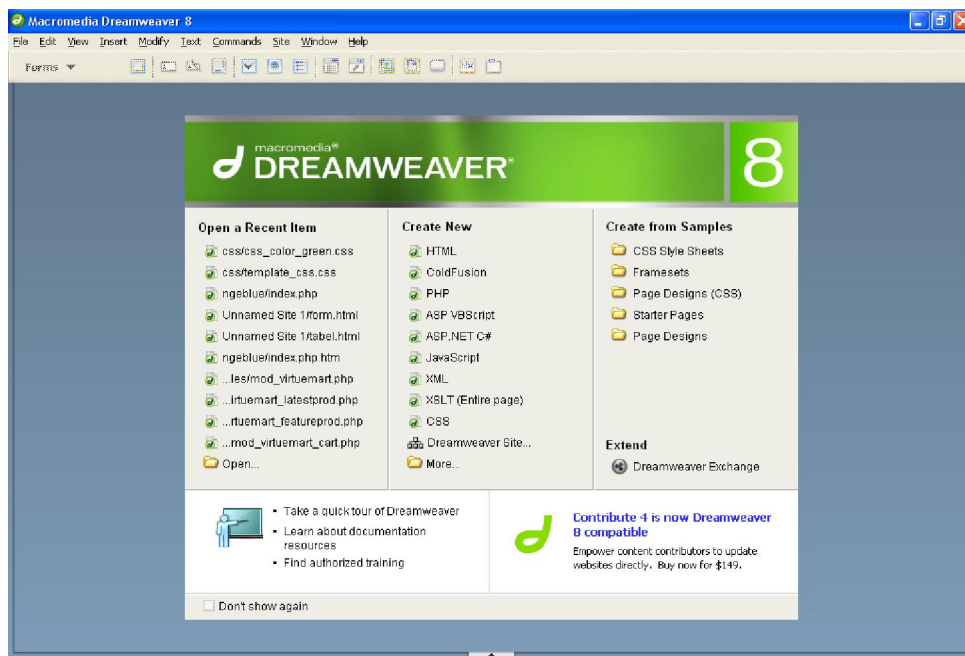 Macromedia Dreamweaver 8
File Edit View Insert Modify Text Commands Site Window Help
Forms
macromedia®
DREAMWEAVER®
8
Open a Recent Item
css/css_color_green.css
css/template_css.css
ngeblue/index.php
Unnamed Site 1/form.html
Unnamed Site 1/tabel.html
ngeblue/index.php.htm
...les/mod_virtuemart.php
...irtuemart_latestprod.php
...rtuemart_featureprod.php
...mod_virtuemart_cart.php
Open...
Create New
HTML
ColdFusion
PHP
ASP VBScript
ASP.NET C#
JavaScript
XML
XSLT (Entire page)
CSS
Dreamweaver Site...
More...
Create from Samples
CSS Style Sheets
Framesets
Page Designs (CSS)
Starter Pages
Page Designs
Extend
Dreamweaver Exchange
• Take a quick tour of Dreamweaver
• Learn about documentation
resources
• Find authorized training
Contribute 4 is now Dreamweaver
8 compatible
Empower content contributors to update
websites directly. Buy now for $149.
Don't show again